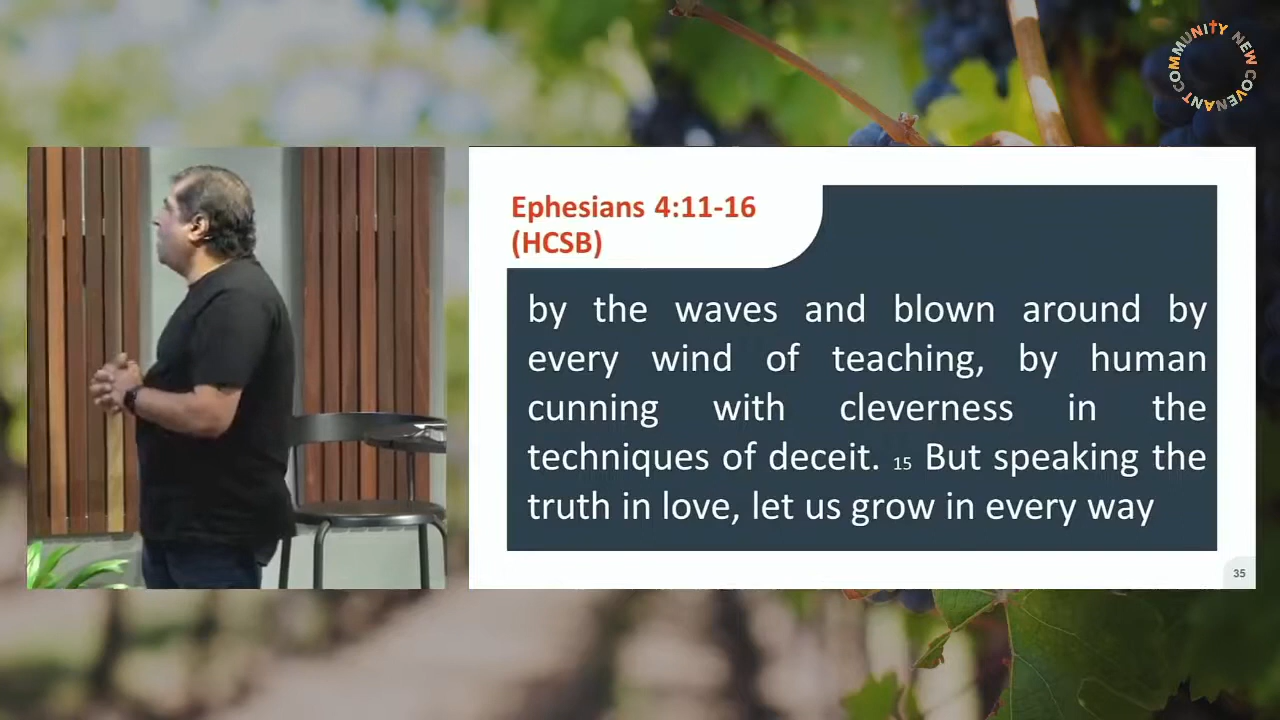 COMMUNITY NEW COVENANT
Ephesians 4:11-16
(HCSB)
by the waves and blown around by
every wind of teaching, by human
cunning with cleverness in the
techniques of deceit. 15 But speaking the
truth in love, let us grow in every way
35